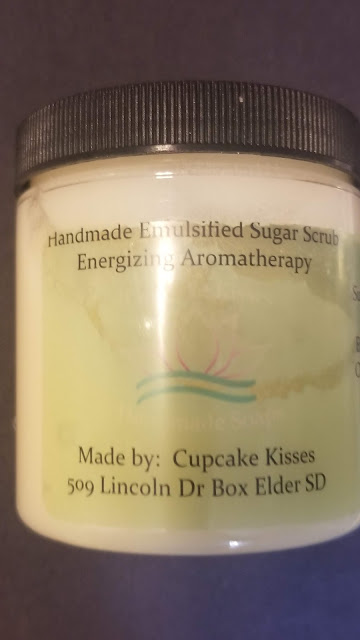 Handmade Emulsified Sugar Scrub
Energizing Aromatherapy
Made by: Cupcake Kisses
509 Lincoln Dr Box Elder SD